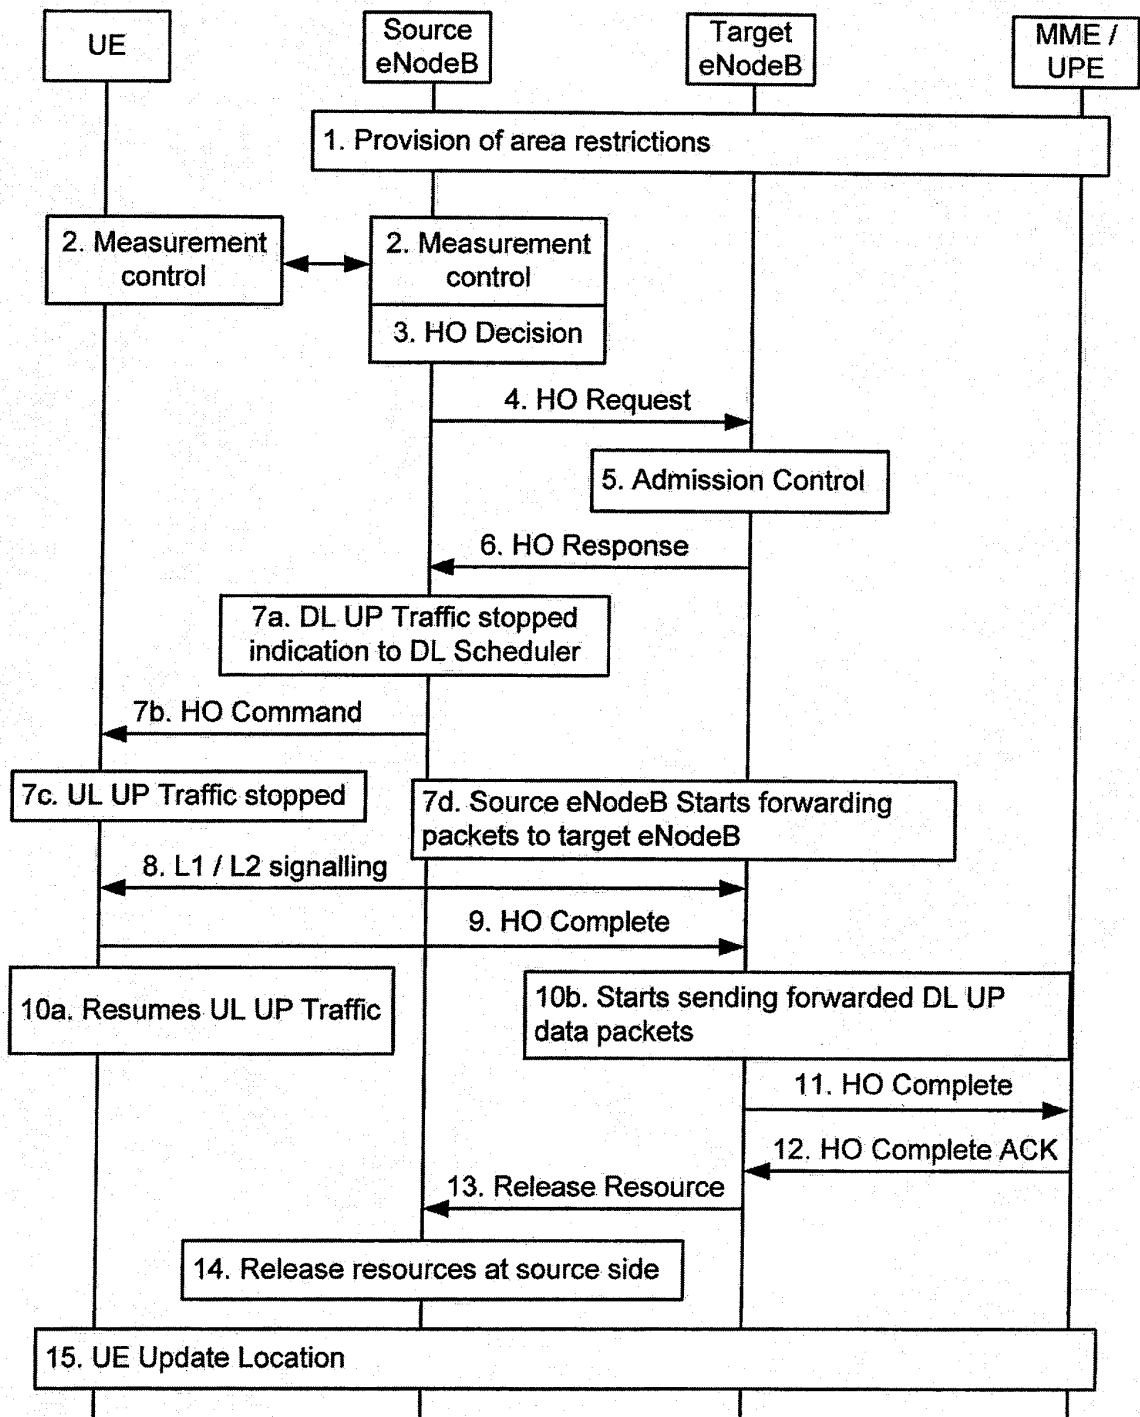 UE
Source
eNodeB
Target
eNodeB
MME /
UPE
1. Provision of area restrictions
2. Measurement
control
2. Measurement
control
3. HO Decision
4. HO Request
5. Admission Control
6. HO Response
7a. DL UP Traffic stopped
indication to DL Scheduler
7b. HO Command
7c. UL UP Traffic stopped
7d. Source eNodeB Starts forwarding
packets to target eNodeB
8. L1 / L2 signalling
9. HO Complete
10a. Resumes UL UP Traffic
10b. Starts sending forwarded DL UP
data packets
11. HO Complete
12. HO Complete ACK
13. Release Resource
14. Release resources at source side
15. UE Update Location